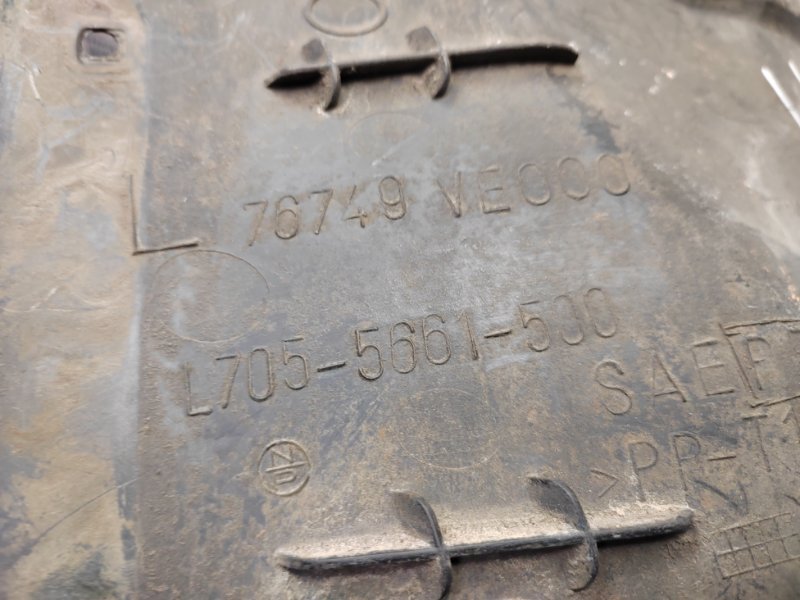 L 76749 VE000
L705-5661-500
SAE P
>PP-T
N